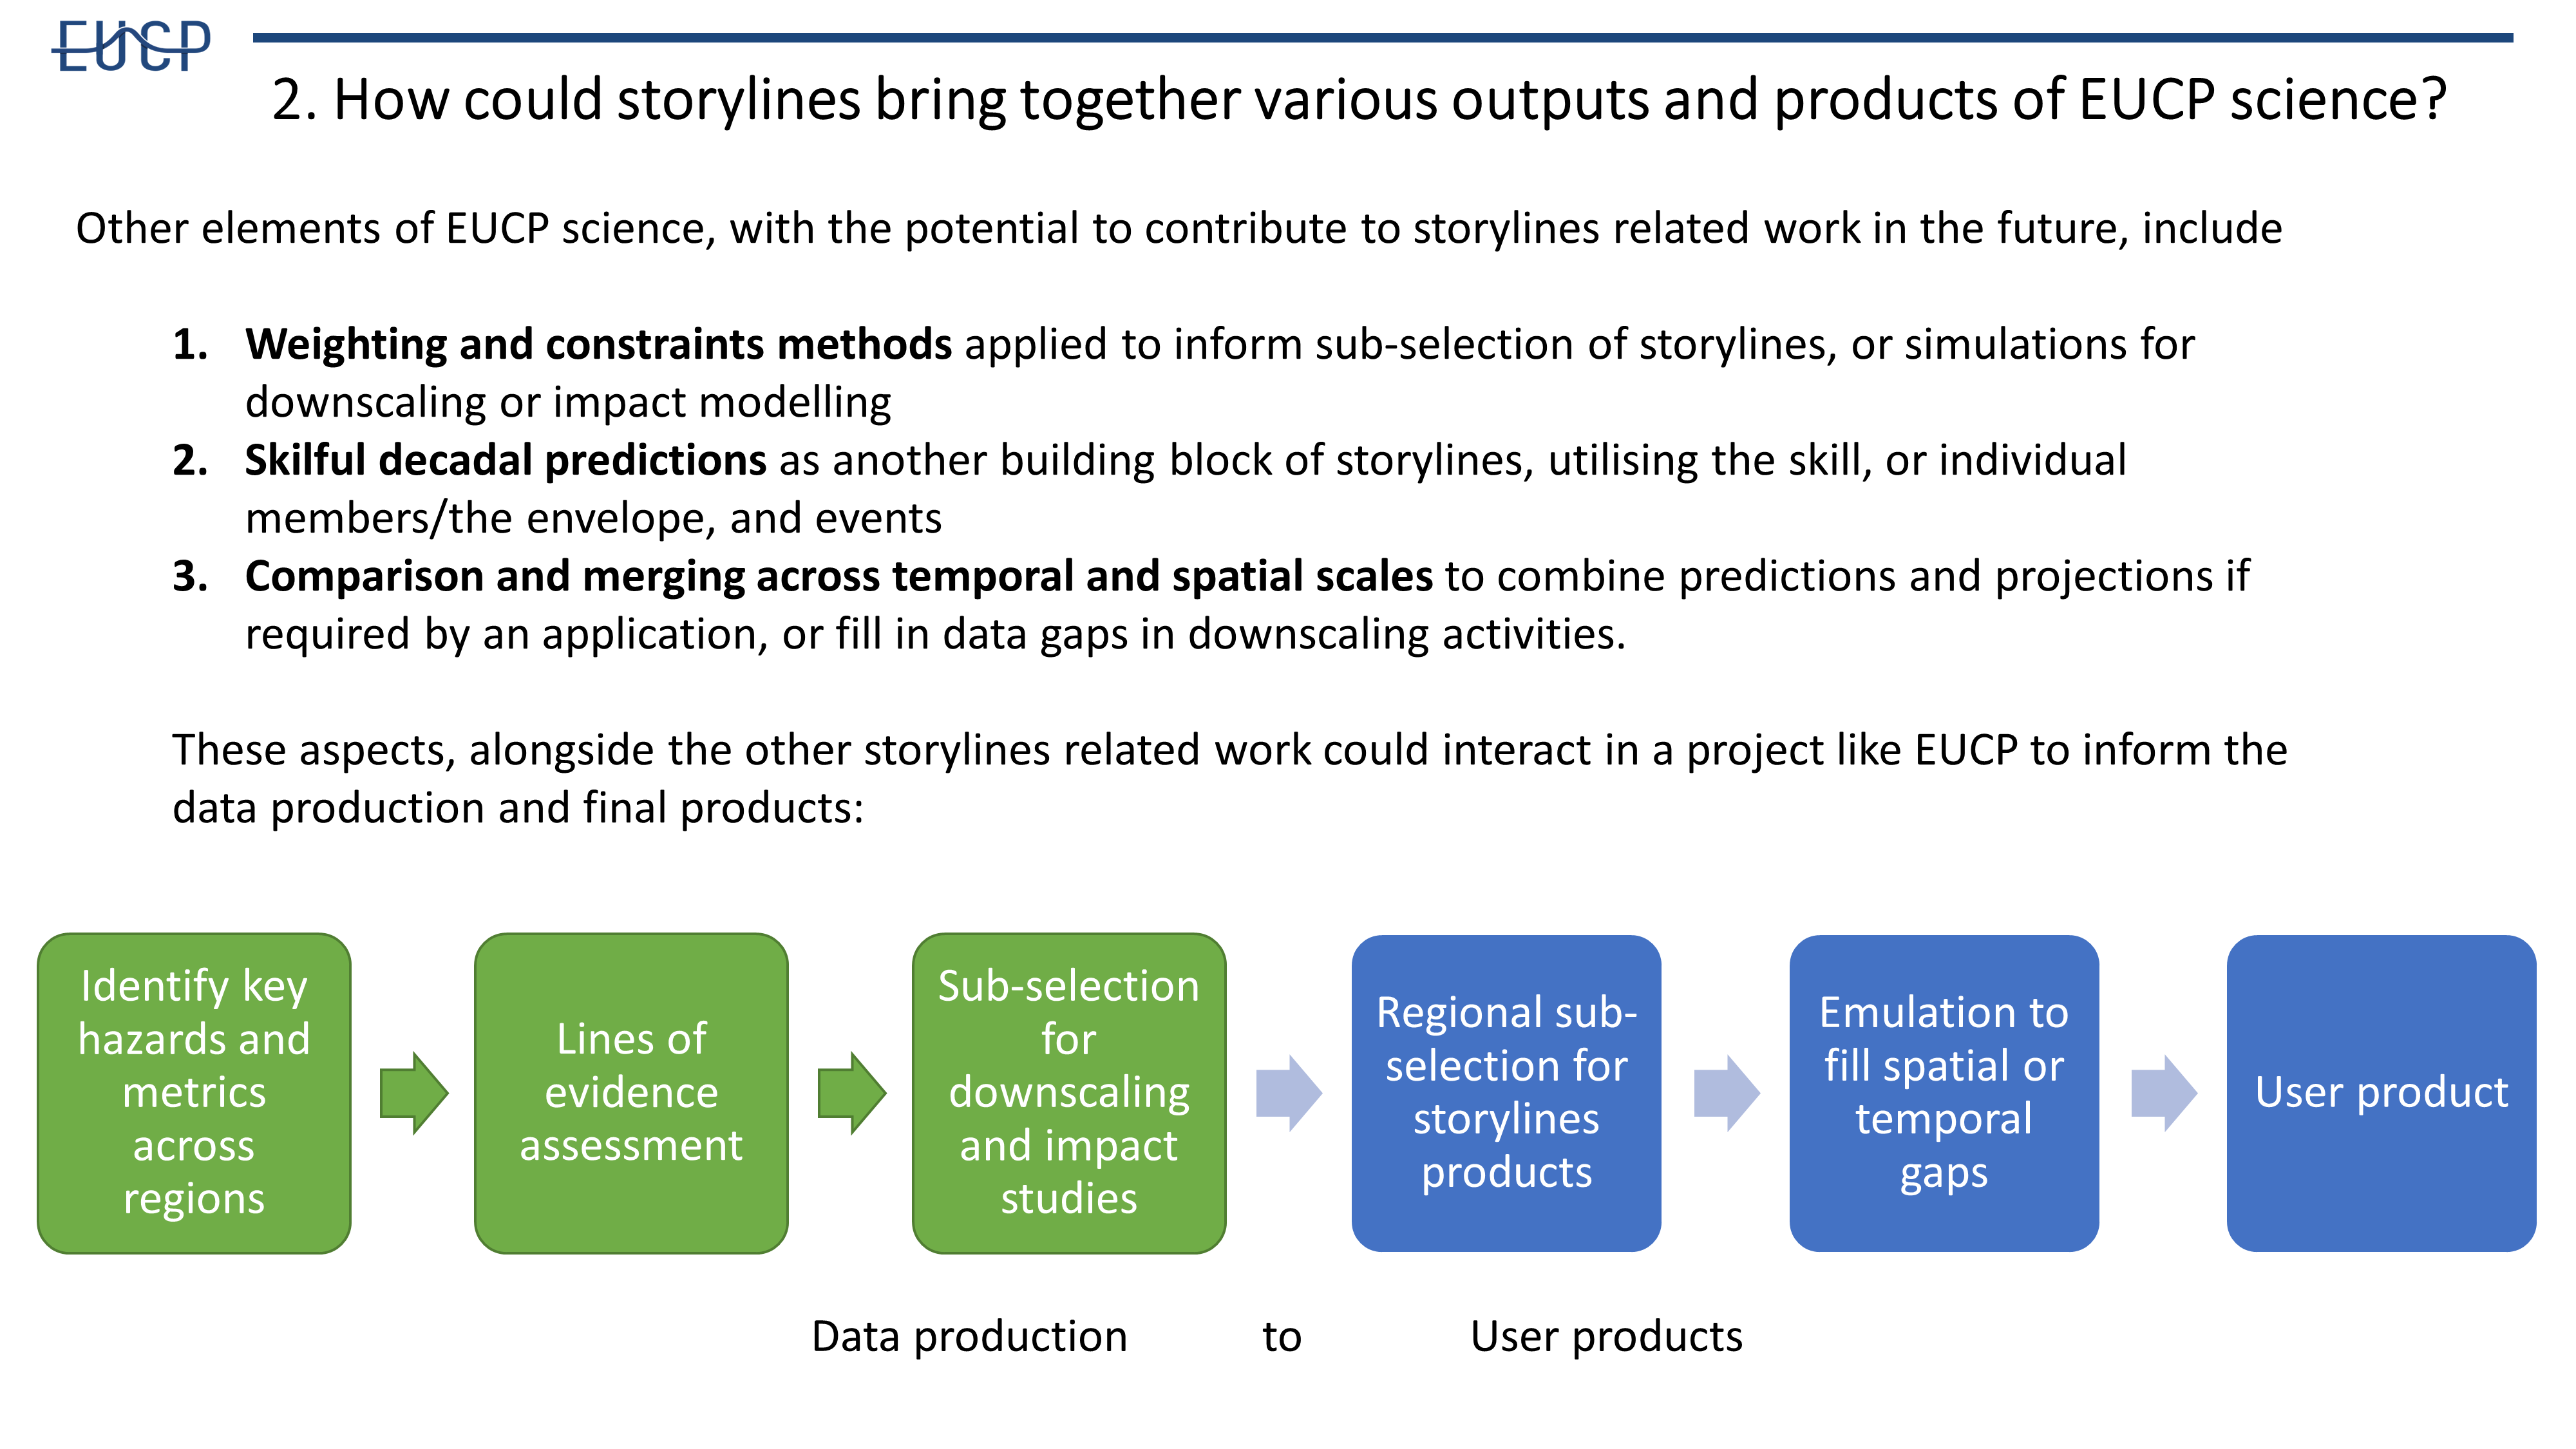 EUCP
2. How could storylines bring together various outputs and products of EUCP science?
Other elements of EUCP science, with the potential to contribute to storylines related work in the future, include
1. Weighting and constraints methods applied to inform sub-selection of storylines, or simulations for
downscaling or impact modelling
2. Skilful decadal predictions as another building block of storylines, utilising the skill, or individual
members/the envelope, and events
3. Comparison and merging across temporal and spatial scales to combine predictions and projections if
required by an application, or fill in data gaps in downscaling activities.
These aspects, alongside the other storylines related work could interact in a project like EUCP to inform the
data production and final products:
Identify key
hazards and
metrics
across
regions
Lines of
evidence
assessment
Sub-selection
for
downscaling
and impact
studies
Regional sub-
selection for
storylines
products
Emulation to
fill spatial or
temporal
gaps
User product
Data production to User products